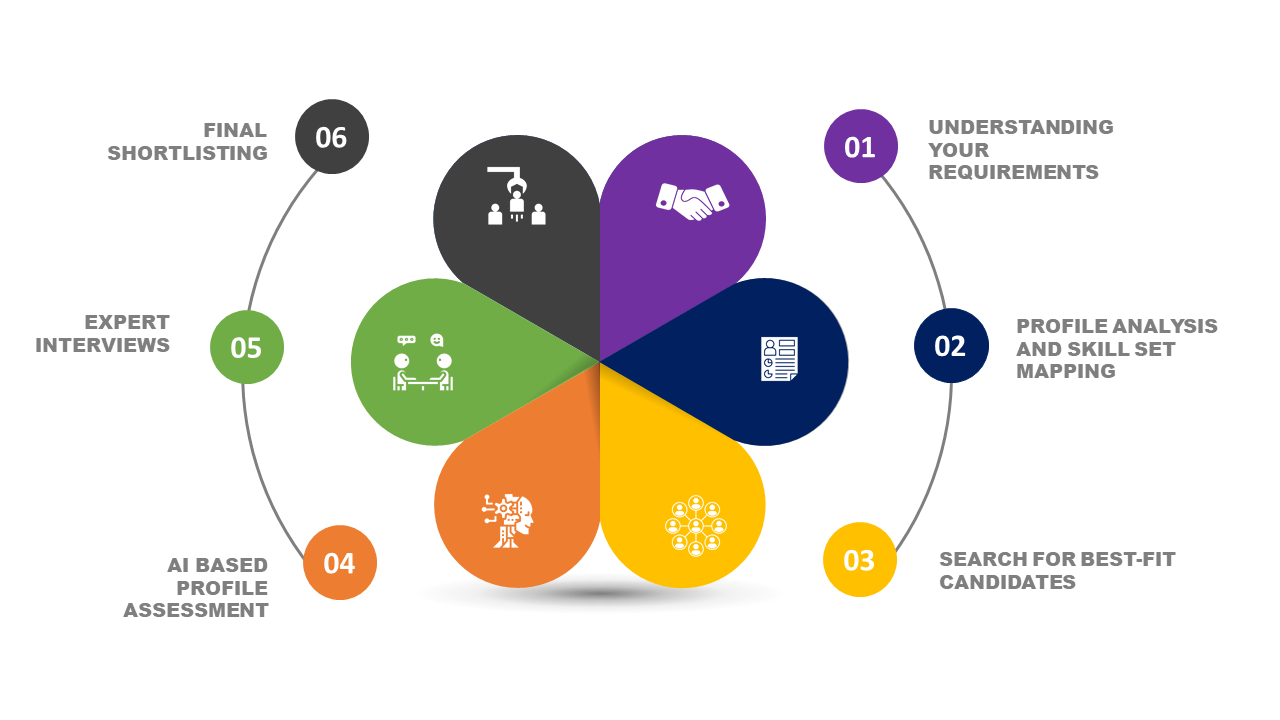 01
UNDERSTANDING
YOUR
REQUIREMENTS
02
PROFILE ANALYSIS
AND SKILL SET
MAPPING
03
SEARCH FOR BEST-FIT
CANDIDATES
04
AI BASED
PROFILE
ASSESSMENT
05
EXPERT
INTERVIEWS
06
FINAL
SHORTLISTING